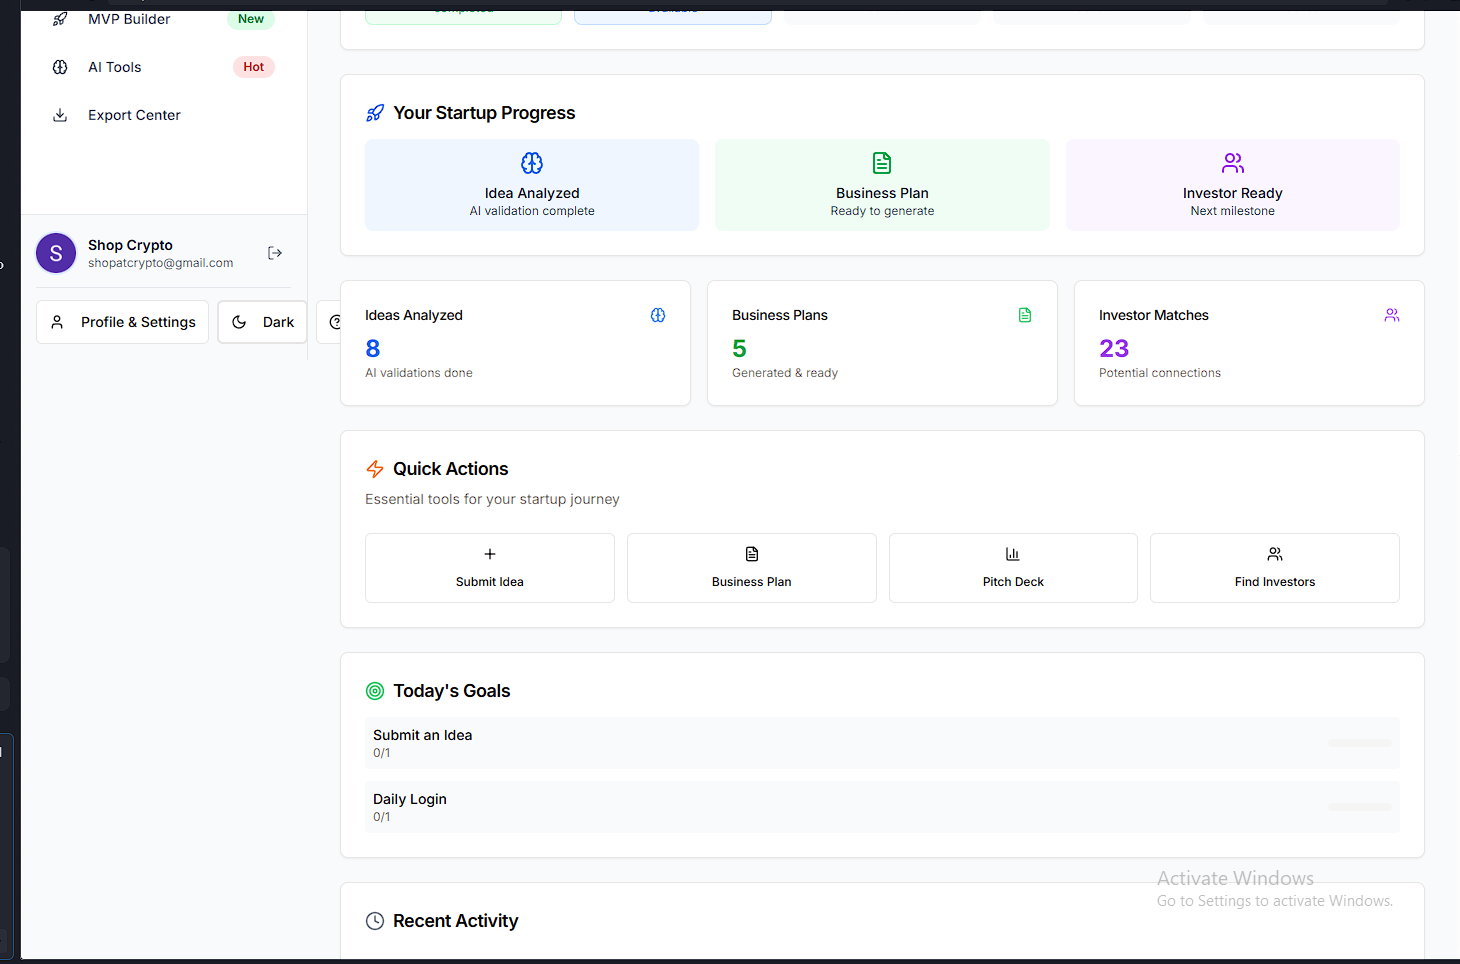 MVP Builder
New
AI Tools
Hot
Export Center
Shop Crypto
shopatcrypto@gmail.com
Profile & Settings
Dark
Your Startup Progress
Idea Analyzed
AI validation complete
Business Plan
Ready to generate
Investor Ready
Next milestone
Ideas Analyzed
8
AI validations done
Business Plans
5
Generated & ready
Investor Matches
23
Potential connections
Quick Actions
Essential tools for your startup journey
Submit Idea
Business Plan
Pitch Deck
Find Investors
Today's Goals
Submit an Idea
0/1
Daily Login
0/1
Recent Activity
Activate Windows
Go to Settings to activate Windows.